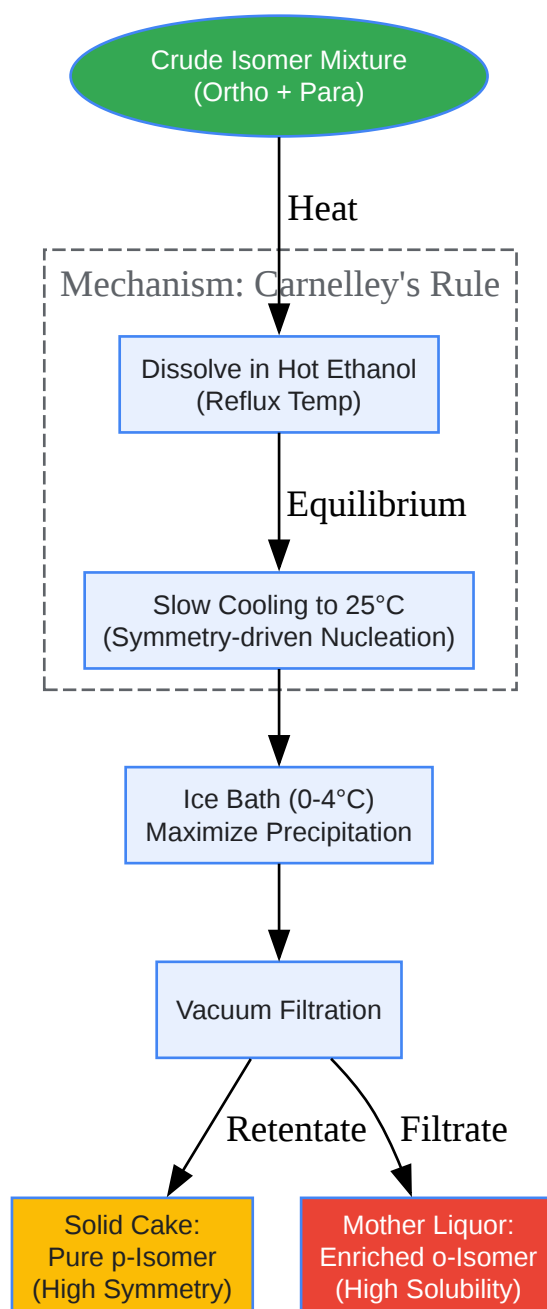 Crude Isomer Mixture
(Ortho + Para)
Heat
Mechanism: Carnelley's Rule
Dissolve in Hot Ethanol
(Reflux Temp)
Equilibrium
Slow Cooling to 25°C
(Symmetry-driven Nucleation)
Ice Bath (0-4°C)
Maximize Precipitation
Vacuum Filtration
Retentate
Filtrate
Solid Cake:
Pure p-Isomer
(High Symmetry)
Mother Liquor:
Enriched o-Isomer
(High Solubility)